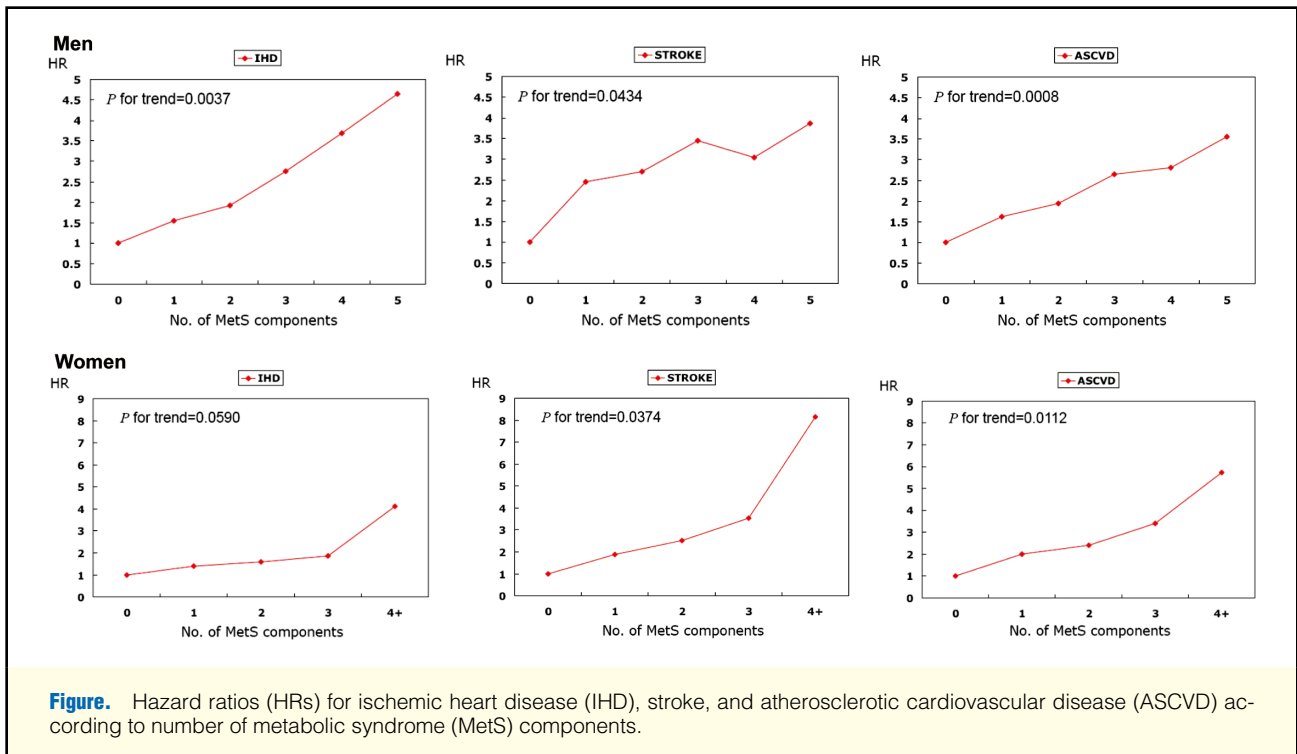 Men
HR
IHD
P for trend=0.0037
5
4.5
4
3.5
3
2.5
2
1.5
1
0.5
0
0 1 2 3 4 5
No. of MetS components
HR
STROKE
P for trend=0.0434
5
4.5
4
3.5
3
2.5
2
1.5
1
0.5
0
0 1 2 3 4 5
No. of MetS components
HR
ASCVD
P for trend=0.0008
5
4.5
4
3.5
3
2.5
2
1.5
1
0.5
0
0 1 2 3 4 5
No. of MetS components
Women
HR
IHD
P for trend=0.0590
9
8
7
6
5
4
3
2
1
0
0 1 2 3 4+
No. of MetS components
HR
STROKE
P for trend=0.0374
9
8
7
6
5
4
3
2
1
0
0 1 2 3 4+
No. of MetS components
HR
ASCVD
P for trend=0.0112
9
8
7
6
5
4
3
2
1
0
0 1 2 3 4+
No. of MetS components
Figure. Hazard ratios (HRs) for ischemic heart disease (IHD), stroke, and atherosclerotic cardiovascular disease (ASCVD) ac-
cording to number of metabolic syndrome (MetS) components.